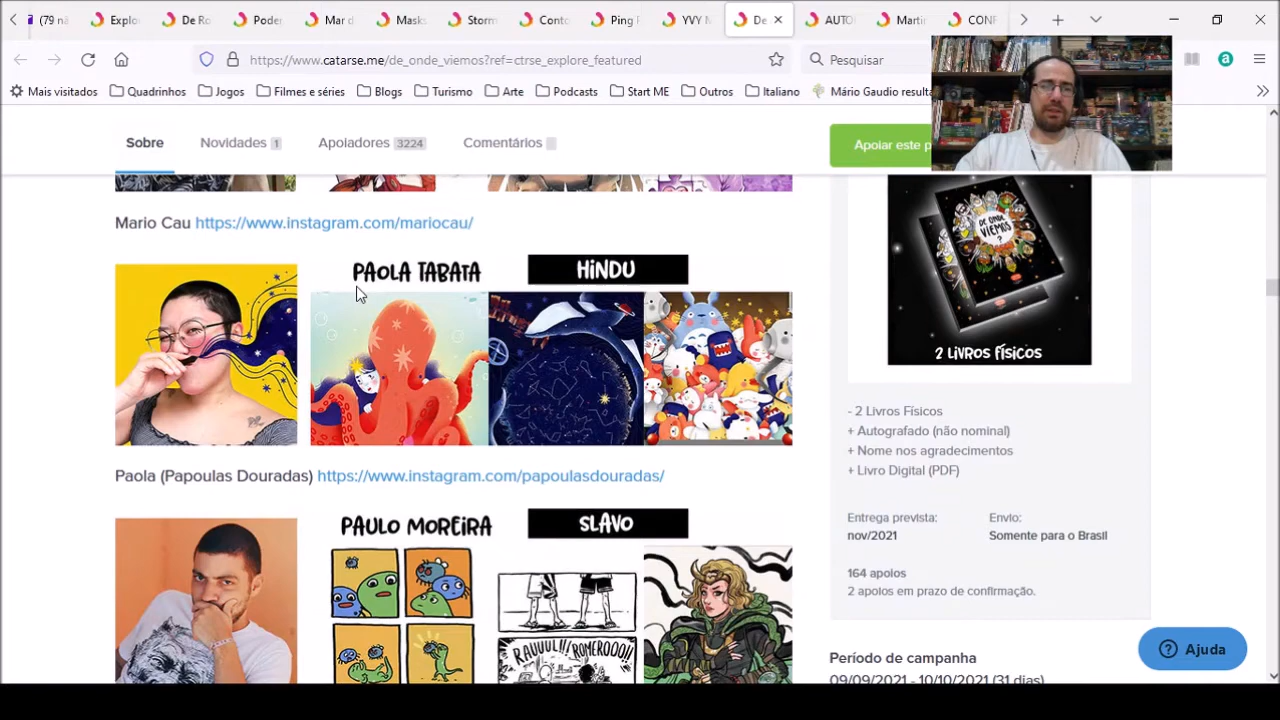 (79 ná
Explo
De Ro
Poder
Mar d
Masks
Storm
Conto
Ping F
YVY M
De
AUTO
Martin
CONF
https://www.catarse.me/de_onde_viemos?ref=ctrse_explore_featured
Pesquisar
Mais visitados
Quadrinhos
Jogos
Filmes e séries
Blogs
Turismo
Arte
Podcasts
Start ME
Outros
Italiano
Mário Gaudio result
Sobre
Novidades 1
Apoiadores 3224
Comentários
Apoiar este p
Mario Cau https://www.instagram.com/mariocau/
PAOLA TABATA
HINDU
Paola (Papoulas Douradas) https://www.instagram.com/papoulasdouradas/
PAULO MOREIRA
SLAVO
RAUUUL!!! ROMEROOO!!
DE ONDE VIEMOS?
2 LIVROS FÍSICOS
- 2 Livros Físicos
+ Autografado (não nominal)
+ Nome nos agradecimentos
+ Livro Digital (PDF)
Entrega prevista:
nov/2021
Envio:
Somente para o Brasil
164 apoios
2 apoios em prazo de confirmação.
Período de campanha
09/09/2021 - 10/10/2021 (31 dias)
Ajuda